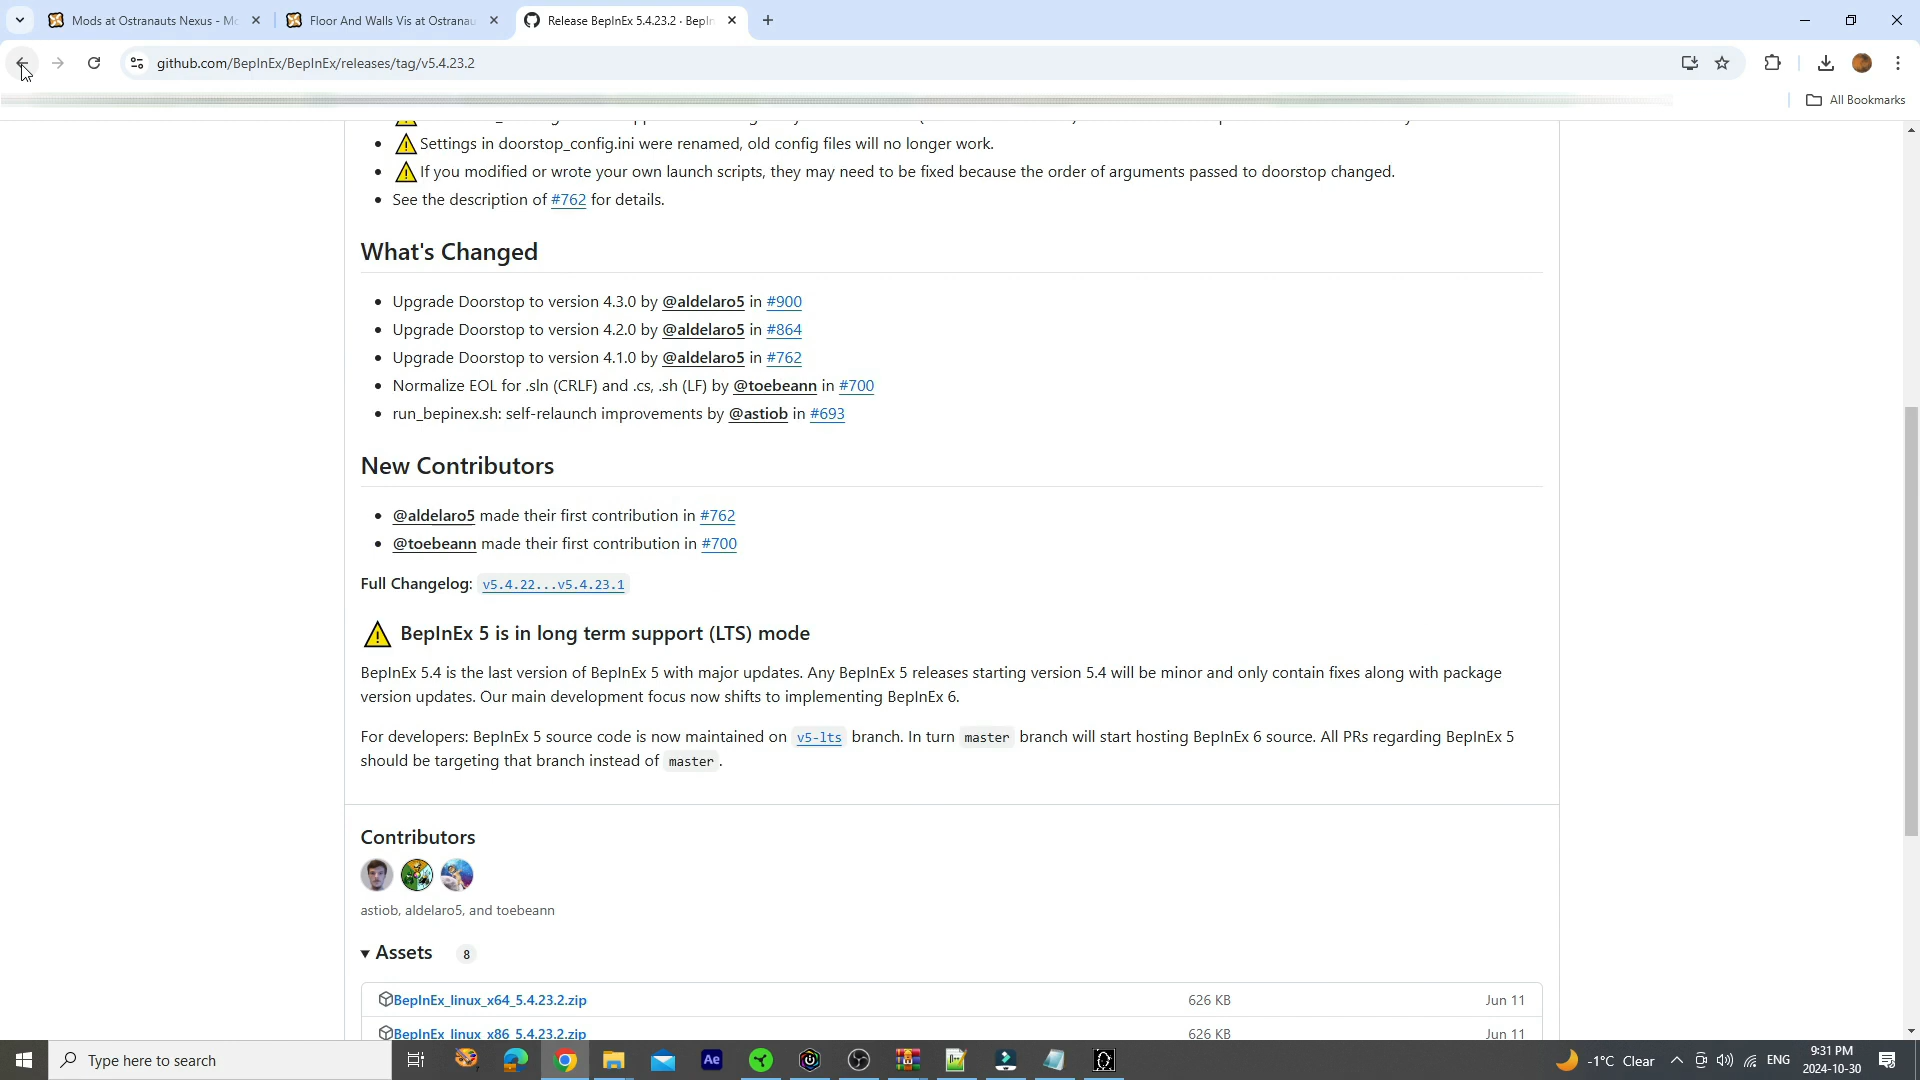 Mods at Ostranauts Nexus - Mo
Floor And Walls Vis at Ostranau
Release BepInEx 5.4.23.2 · BepIn
github.com/BepInEx/BepInEx/releases/tag/v5.4.23.2
All Bookmarks
Settings in doorstop_config.ini were renamed, old config files will no longer work.
If you modified or wrote your own launch scripts, they may need to be fixed because the order of arguments passed to doorstop changed.
See the description of #762 for details.
What's Changed
Upgrade Doorstop to version 4.3.0 by @aldelaro5 in #900
Upgrade Doorstop to version 4.2.0 by @aldelaro5 in #864
Upgrade Doorstop to version 4.1.0 by @aldelaro5 in #762
Normalize EOL for .sln (CRLF) and .cs, .sh (LF) by @toebeann in #700
run_bepinex.sh: self-relaunch improvements by @astiob in #693
New Contributors
@aldelaro5 made their first contribution in #762
@toebeann made their first contribution in #700
Full Changelog: v5.4.22...v5.4.23.1
BepInEx 5 is in long term support (LTS) mode
BepInEx 5.4 is the last version of BepInEx 5 with major updates. Any BepInEx 5 releases starting version 5.4 will be minor and only contain fixes along with package
version updates. Our main development focus now shifts to implementing BepInEx 6.
For developers: BepInEx 5 source code is now maintained on v5-lts branch. In turn master branch will start hosting BepInEx 6 source. All PRs regarding BepInEx 5
should be targeting that branch instead of master.
Contributors
astiob, aldelaro5, and toebeann
Assets 8
BepInEx_linux_x64_5.4.23.2.zip 626 KB Jun 11
BepInEx_linux_x86_5.4.23.2.zip 626 KB Jun 11
Type here to search
Ae
-1°C Clear
ENG
9:31 PM
2024-10-30